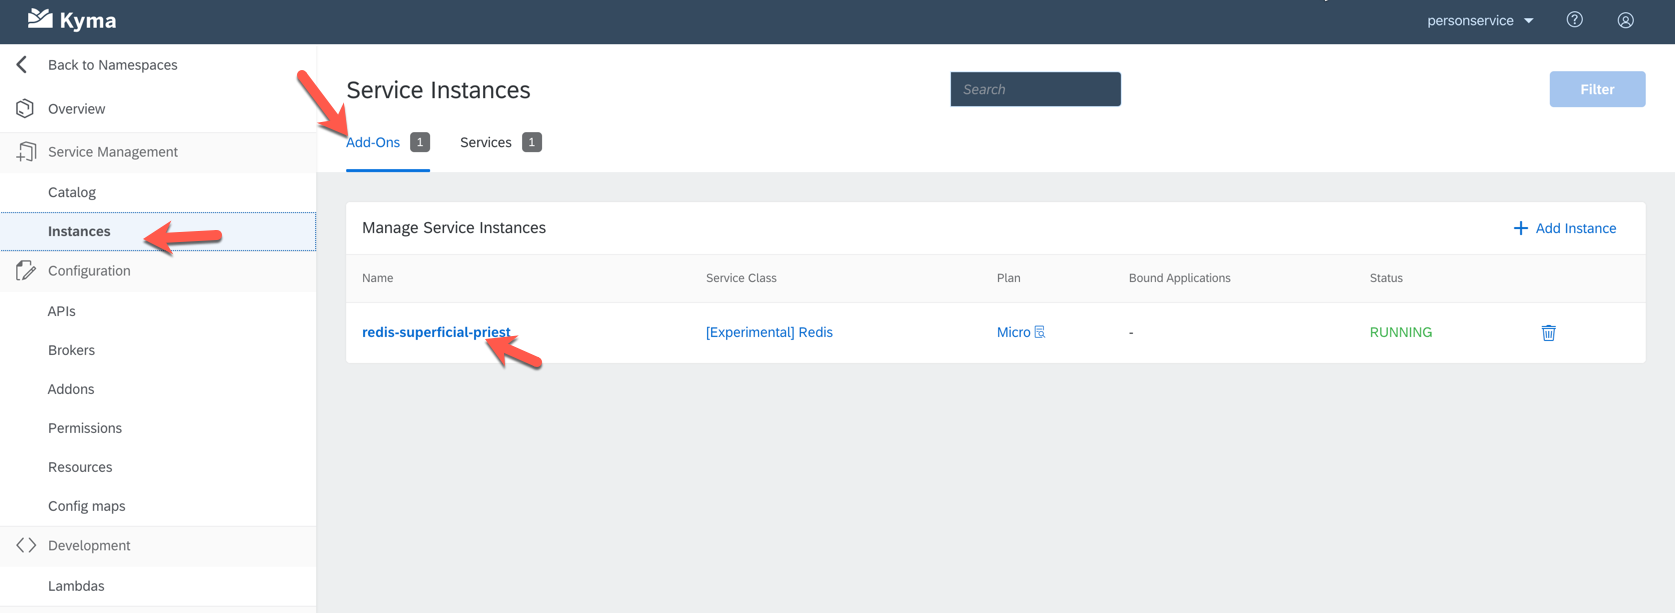 Kyma
personservice
Back to Namespaces
Overview
Service Management
Catalog
Instances
Configuration
APIs
Brokers
Addons
Permissions
Resources
Config maps
Development
Lambdas
Service Instances
Search
Filter
Add-Ons 1 Services 1
Manage Service Instances
Add Instance
Name Service Class Plan Bound Applications Status
redis-superficial-priest [Experimental] Redis Micro - RUNNING